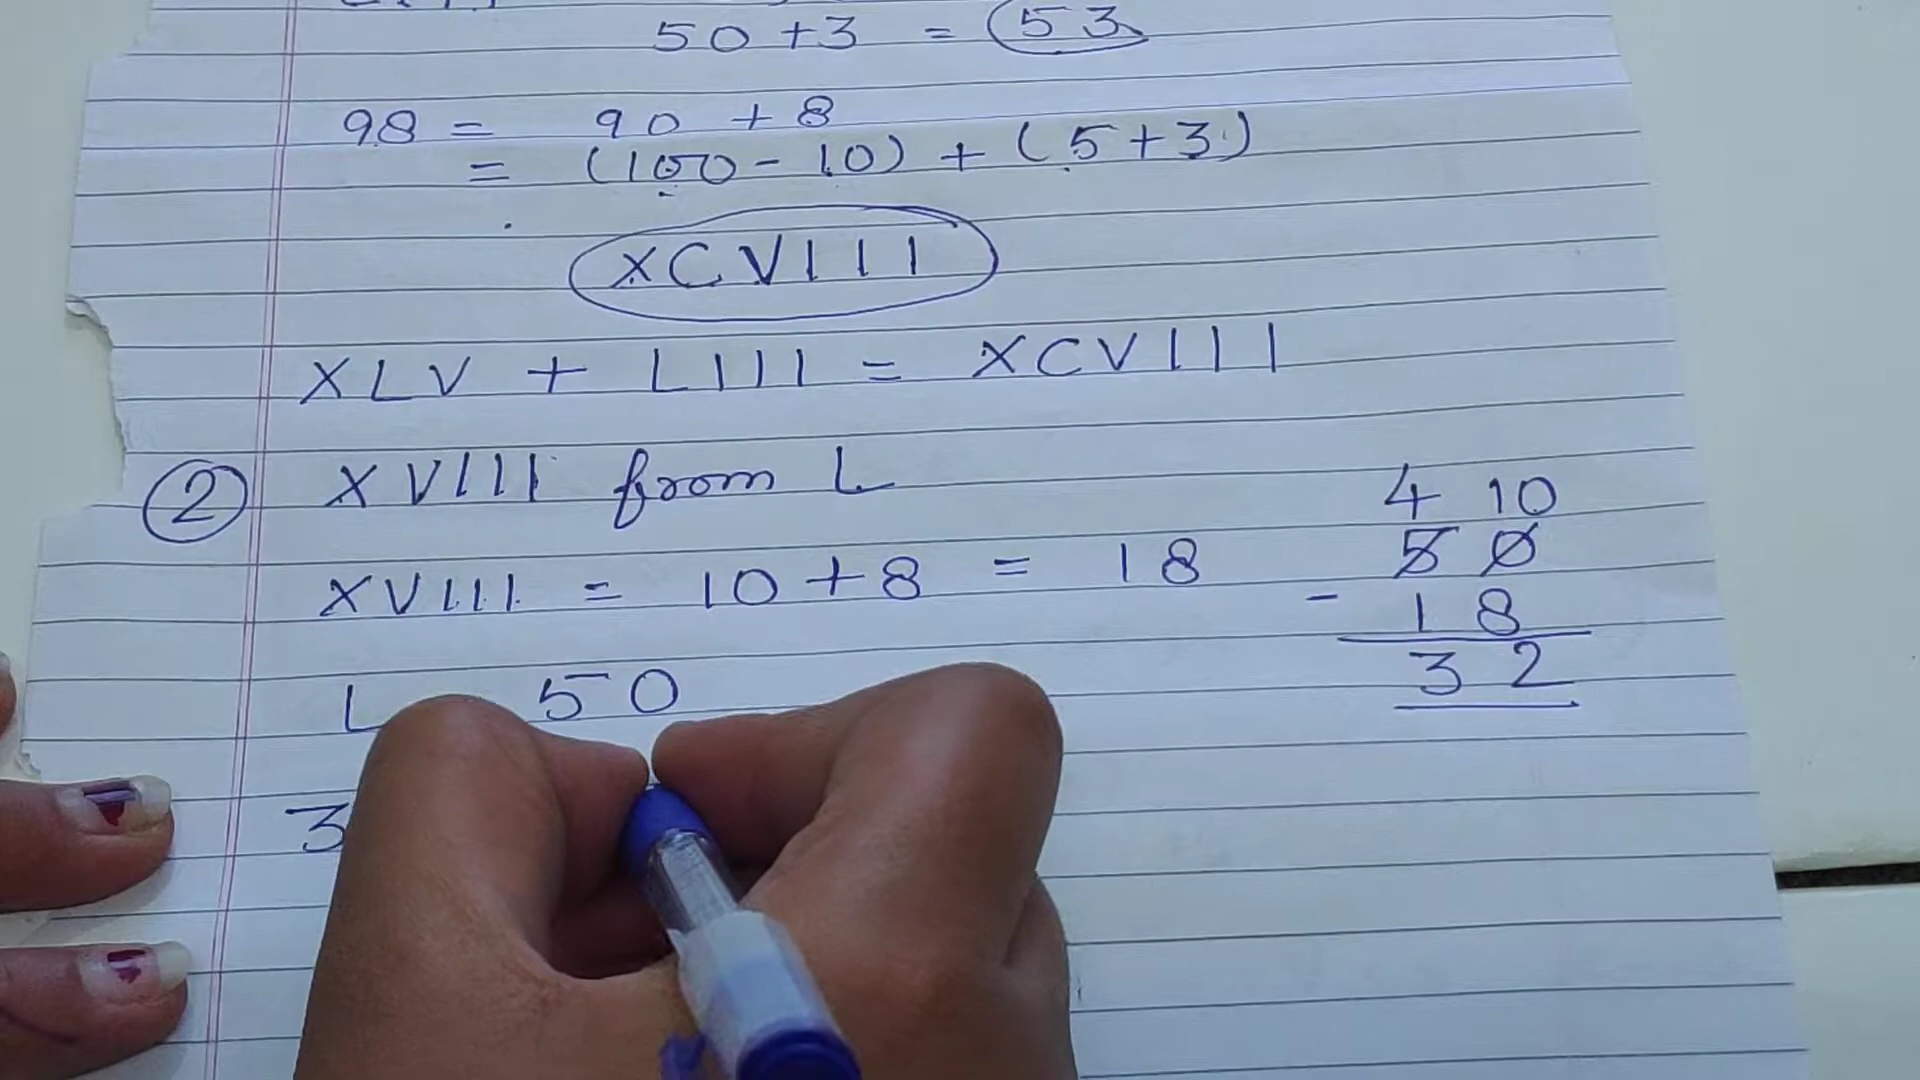 50 + 3 = 53
98 = 90 + 8
= (100 - 10) + (5 + 3)
XCVIII
XLV + LIII = XCVIII
② XVIII from L
XVIII = 10 + 8 = 18
L 50
3
4 10
5 0
- 1 8
3 2